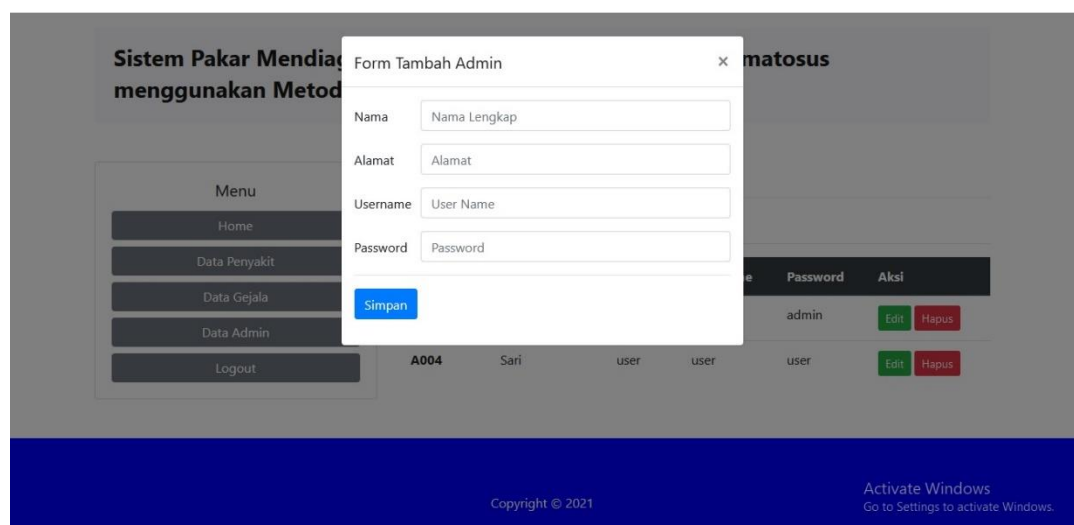 Sistem Pakar Mendiag matosus
menggunakan Metod
Form Tambah Admin ×
Nama Nama Lengkap
Alamat Alamat
Username User Name
Password Password
Simpan
Menu
Home
Data Penyakit
Data Gejala
Data Admin
Logout
e Password Aksi
admin Edit Hapus
A004 Sari user user user Edit Hapus
Copyright © 2021
Activate Windows
Go to Settings to activate Windows.